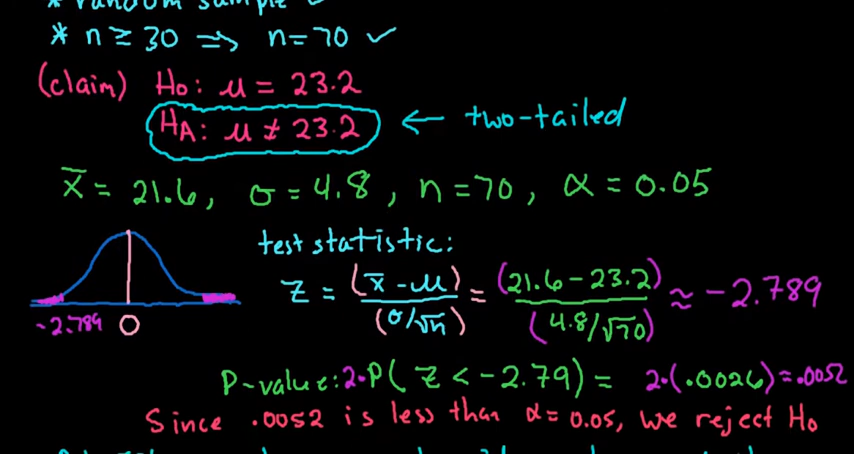 * random sample ✓
* n ≥ 30 => n = 70 ✓
(claim) H₀: μ = 23.2
H_A: μ ≠ 23.2 ← two-tailed
x̄ = 21.6, σ = 4.8, n = 70, α = 0.05
test statistic:
z = (x̄ - μ) / (σ/√n) = (21.6 - 23.2) / (4.8/√70) ≈ -2.789
-2.789 0
P-value: 2·P(z < -2.79) = 2·(.0026) = .0052
Since .0052 is less than α = 0.05, we reject H₀